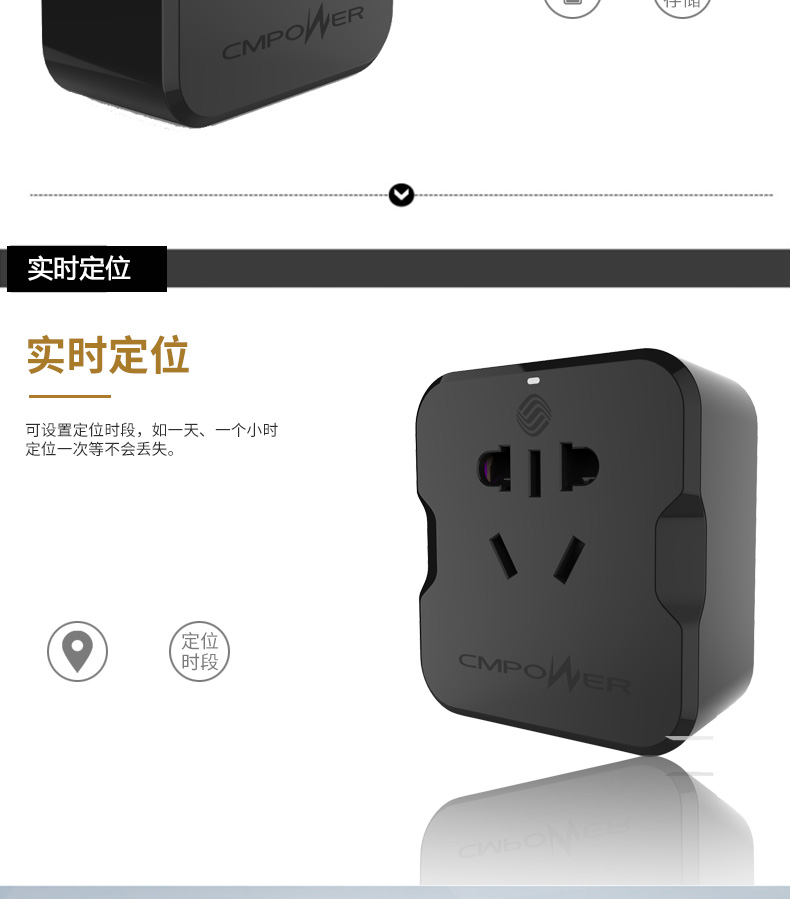 CMPOWER
存储
实时定位
实时定位
可设置定位时段，如一天、一个小时
定位一次等不会丢失。
定位
时段
CMPOWER